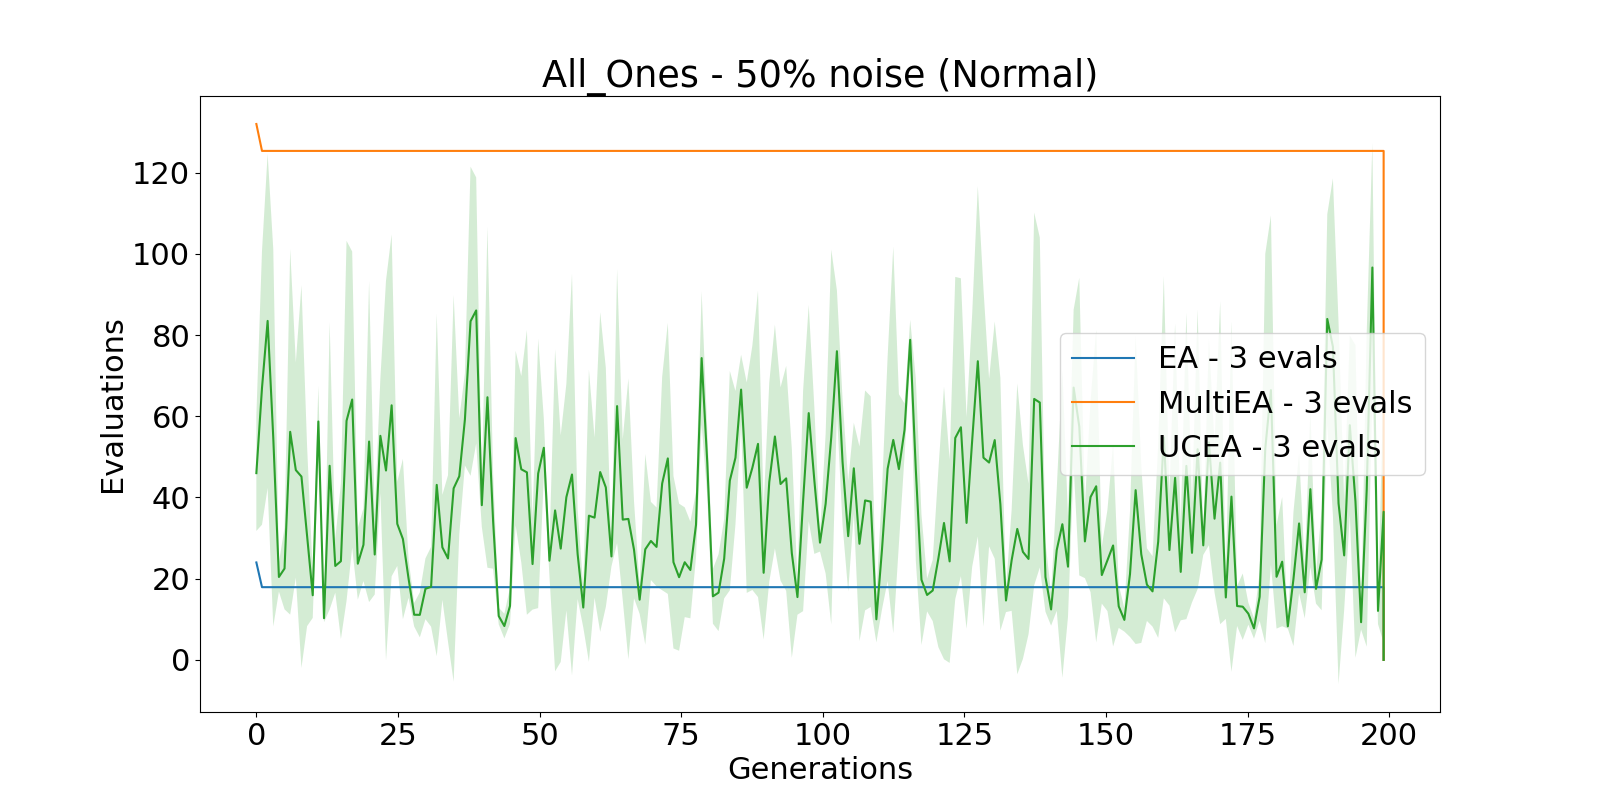 All_Ones - 50% noise (Normal)
Evaluations
120
100
80
60
40
20
0
EA - 3 evals
MultiEA - 3 evals
UCEA - 3 evals
0 25 50 75 100 125 150 175 200
Generations